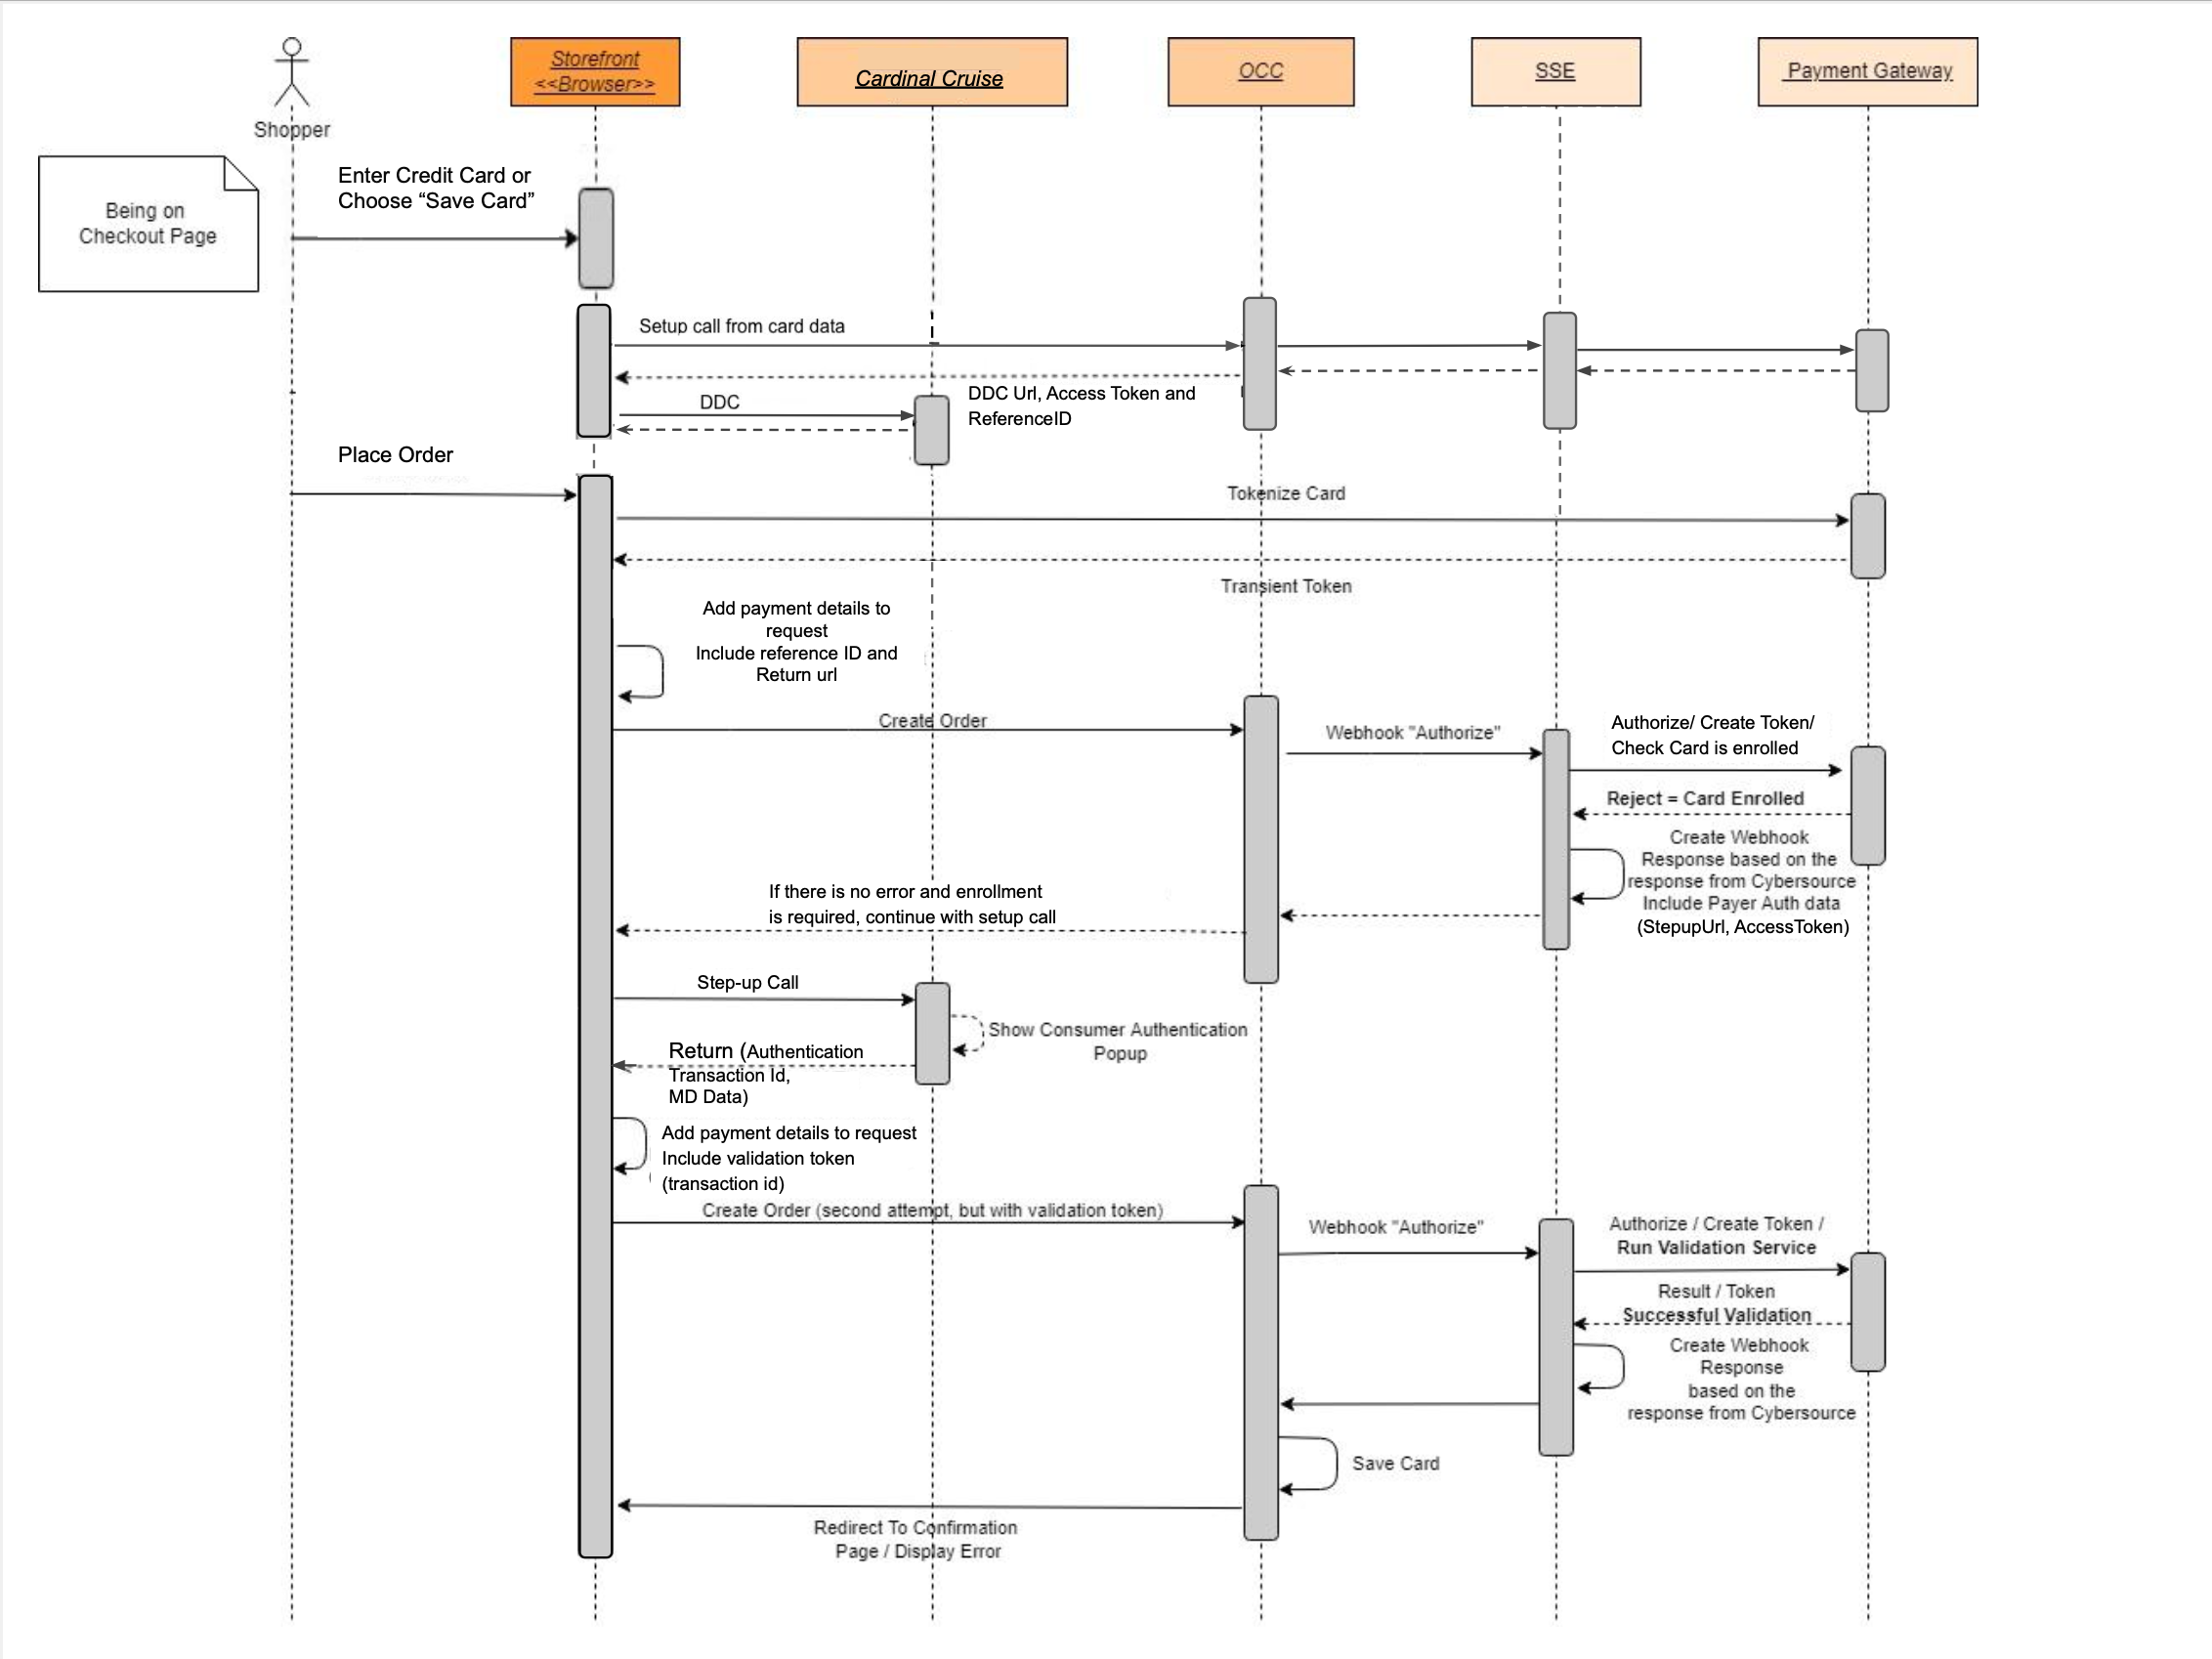 Storefront
<<Browser>>
Cardinal Cruise
OCC
SSE
Payment Gateway
Shopper
Being on
Checkout Page
Enter Credit Card or
Choose “Save Card”
Setup call from card data
DDC Url, Access Token and
ReferenceID
DDC
Place Order
Tokenize Card
Transient Token
Add payment details to
request
Include reference ID and
Return url
Create Order
Webhook "Authorize"
Authorize/ Create Token/
Check Card is enrolled
Reject = Card Enrolled
Create Webhook
Response based on the
response from Cybersource
Include Payer Auth data
(StepupUrl, AccessToken)
If there is no error and enrollment
is required, continue with setup call
Step-up Call
Show Consumer Authentication
Popup
Return (Authentication
Transaction Id,
MD Data)
Add payment details to request
Include validation token
(transaction id)
Create Order (second attempt, but with validation token)
Webhook "Authorize"
Authorize / Create Token /
Run Validation Service
Result / Token
Successful Validation
Create Webhook
Response
based on the
response from Cybersource
Save Card
Redirect To Confirmation
Page / Display Error